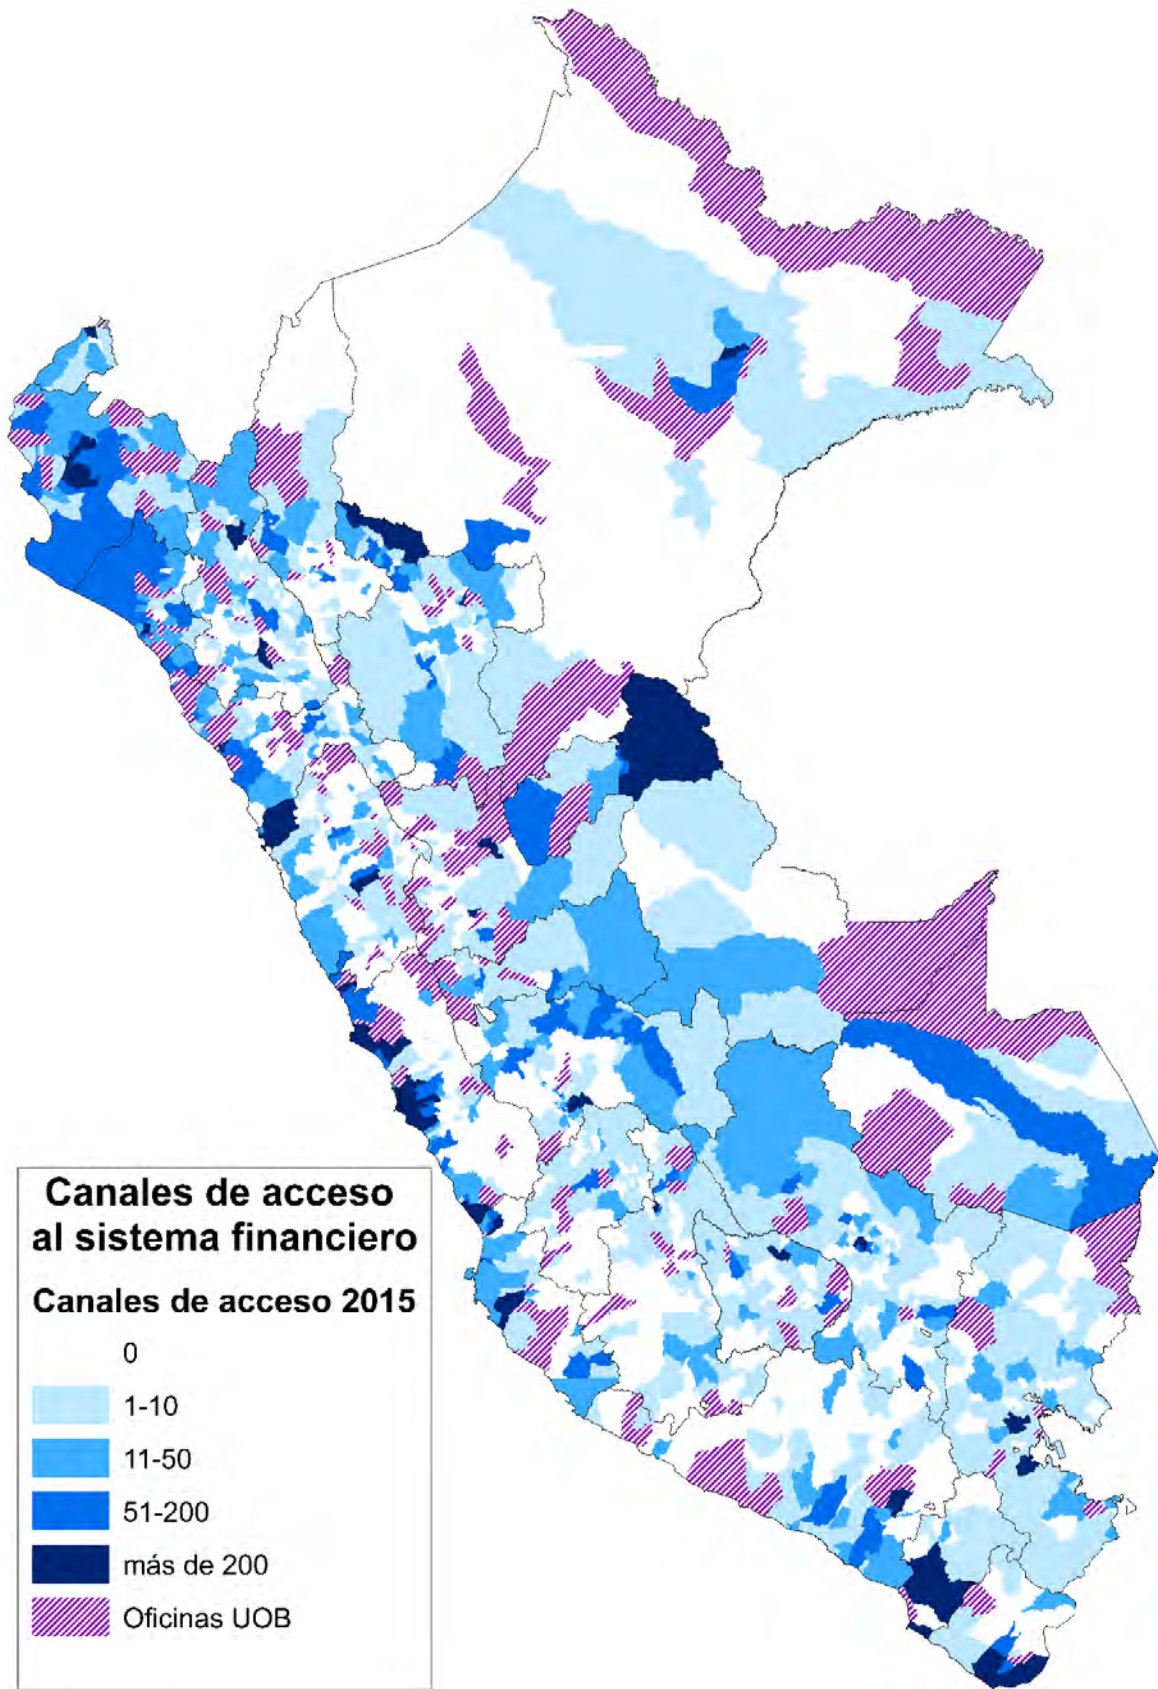 Canales de acceso
al sistema financiero
Canales de acceso 2015
0
1-10
11-50
51-200
más de 200
Oficinas UOB